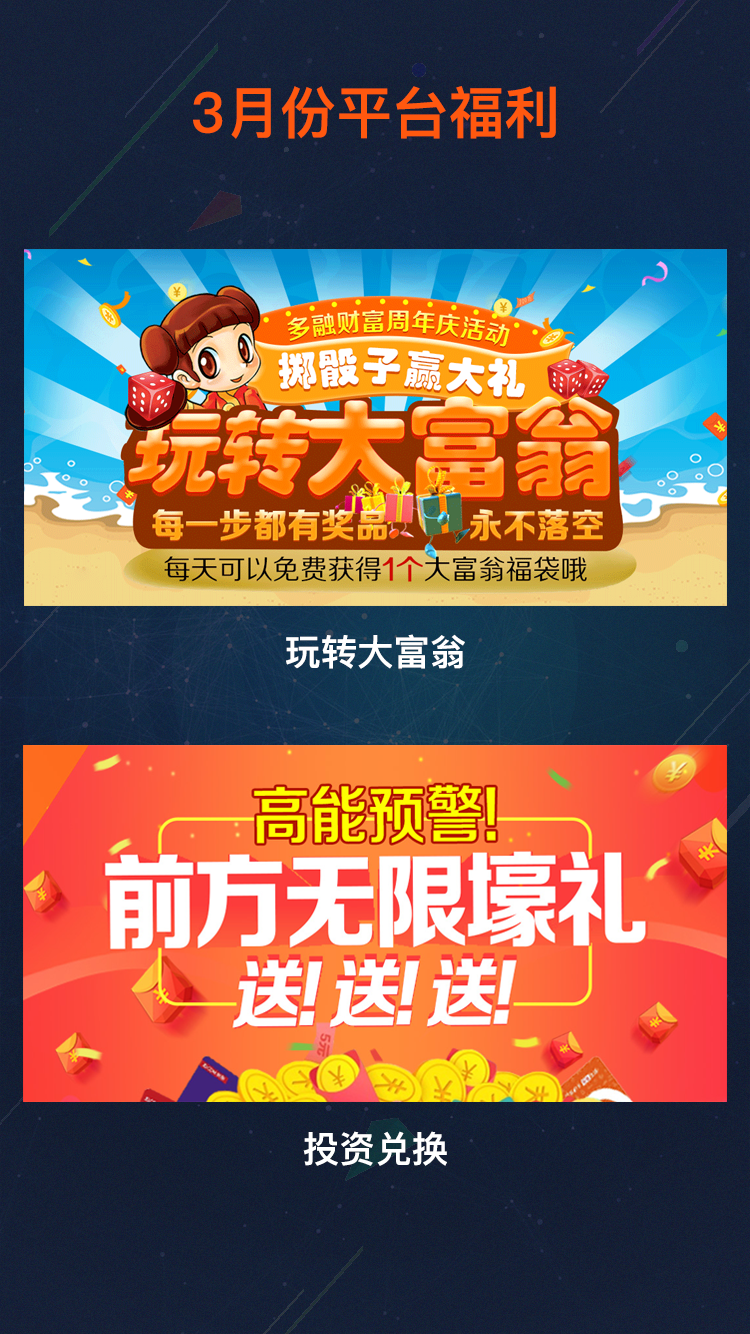 3月份平台福利
多融财富周年庆活动
掷骰子赢大礼
玩转大富翁
每一步都有奖品 永不落空
每天可以免费获得1个大富翁福袋哦
玩转大富翁
高能预警!
前方无限壕礼
送!送!送!
5元
投资兑换